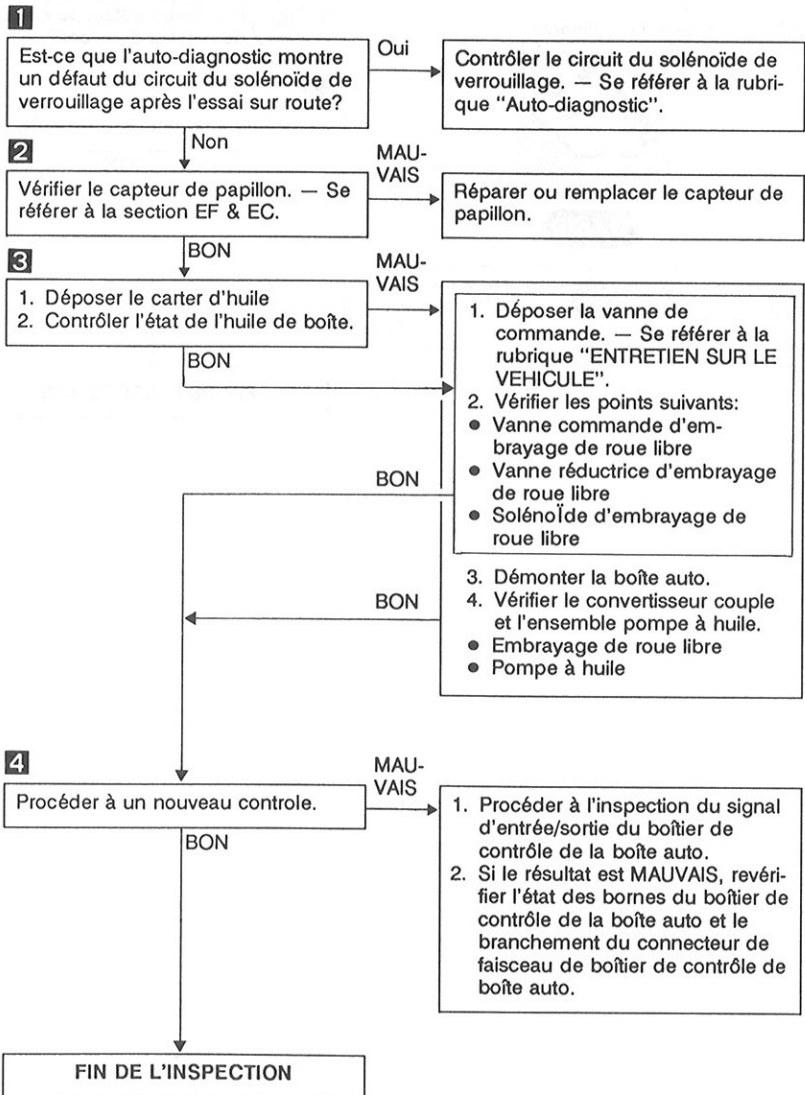 1
Est-ce que l'auto-diagnostic montre
un défaut du circuit du solénoïde de
verrouillage après l'essai sur route?
Oui
Contrôler le circuit du solénoïde de
verrouillage. — Se référer à la rubri-
que "Auto-diagnostic".
Non
2
Vérifier le capteur de papillon. — Se
référer à la section EF & EC.
MAU-
VAIS
Réparer ou remplacer le capteur de
papillon.
BON
3
1. Déposer le carter d'huile
2. Contrôler l'état de l'huile de boîte.
MAU-
VAIS
BON
1. Déposer la vanne de
commande. — Se référer à la
rubrique "ENTRETIEN SUR LE
VEHICULE".
2. Vérifier les points suivants:
● Vanne commande d'em-
brayage de roue libre
● Vanne réductrice d'embrayage
de roue libre
● SolénoÏde d'embrayage de
roue libre
BON
3. Démonter la boîte auto.
4. Vérifier le convertisseur couple
et l'ensemble pompe à huile.
● Embrayage de roue libre
● Pompe à huile
BON
4
Procéder à un nouveau controle.
MAU-
VAIS
1. Procéder à l'inspection du signal
d'entrée/sortie du boîtier de
contrôle de la boîte auto.
2. Si le résultat est MAUVAIS, revéri-
fier l'état des bornes du boîtier de
contrôle de la boîte auto et le
branchement du connecteur de
faisceau de boîtier de contrôle de
boîte auto.
BON
FIN DE L'INSPECTION